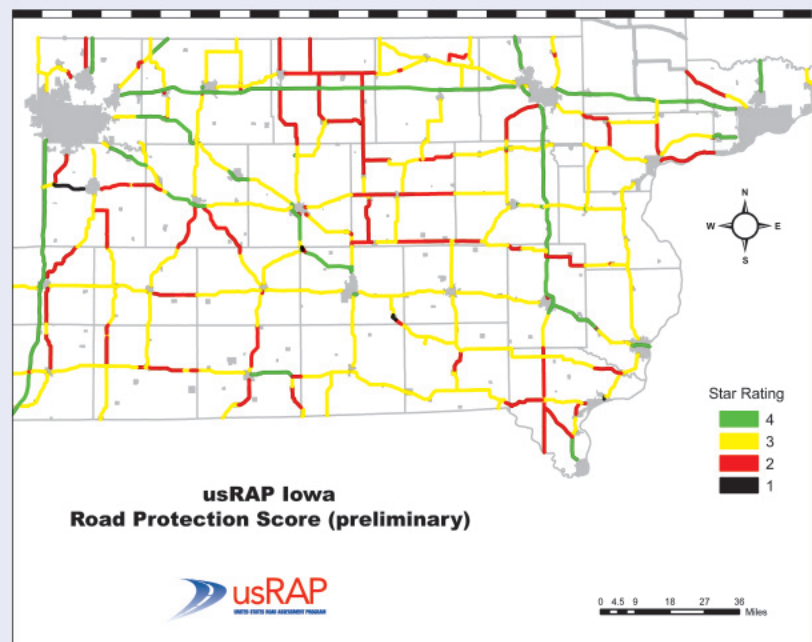 N
W E
S
Star Rating
4
3
2
1
usRAP Iowa
Road Protection Score (preliminary)
usRAP
UNITED STATES ROAD ASSESSMENT PROGRAM
0 4.5 9 18 27 36
Miles